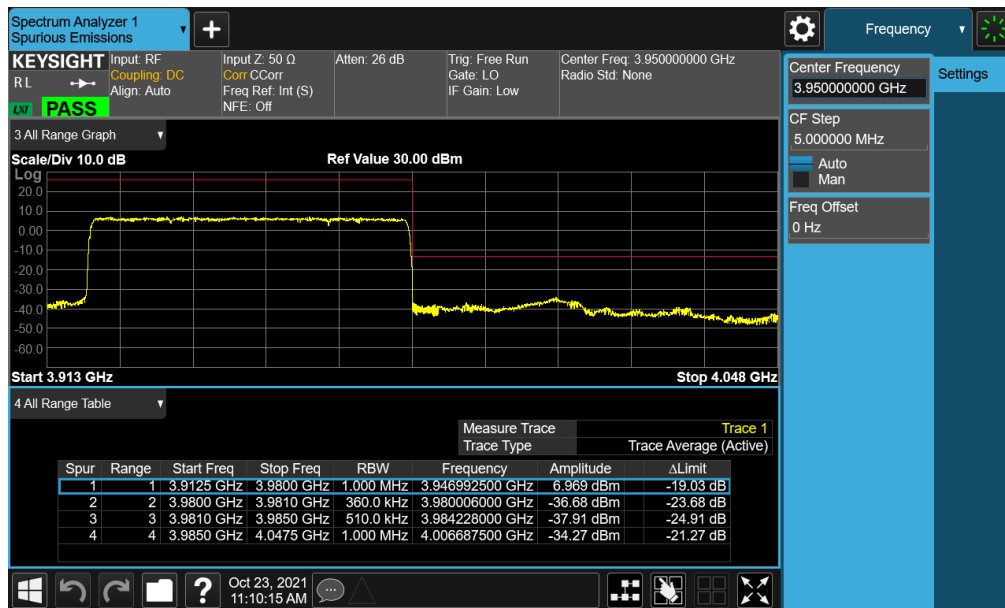 Spectrum Analyzer 1
Spurious Emissions
Frequency
KEYSIGHT
R L
LXI
PASS
Input: RF
Coupling: DC
Align: Auto
Input Z: 50 Ω
Corr CCorr
Freq Ref: Int (S)
NFE: Off
Atten: 26 dB
Trig: Free Run
Gate: LO
IF Gain: Low
Center Freq: 3.950000000 GHz
Radio Std: None
Center Frequency
3.950000000 GHz
Settings
CF Step
5.000000 MHz
Auto
Man
Freq Offset
0 Hz
3 All Range Graph
Scale/Div 10.0 dB
Ref Value 30.00 dBm
Log
20.0
10.0
0.00
-10.0
-20.0
-30.0
-40.0
-50.0
-60.0
Start 3.913 GHz
Stop 4.048 GHz
4 All Range Table
Measure Trace Trace 1
Trace Type Trace Average (Active)
Spur Range Start Freq Stop Freq RBW Frequency Amplitude ΔLimit
1 1 3.9125 GHz 3.9800 GHz 1.000 MHz 3.946992500 GHz 6.969 dBm -19.03 dB
2 2 3.9800 GHz 3.9810 GHz 360.0 kHz 3.980006000 GHz -36.68 dBm -23.68 dB
3 3 3.9810 GHz 3.9850 GHz 510.0 kHz 3.984228000 GHz -37.91 dBm -24.91 dB
4 4 3.9850 GHz 4.0475 GHz 1.000 MHz 4.006687500 GHz -34.27 dBm -21.27 dB
Oct 23, 2021
11:10:15 AM